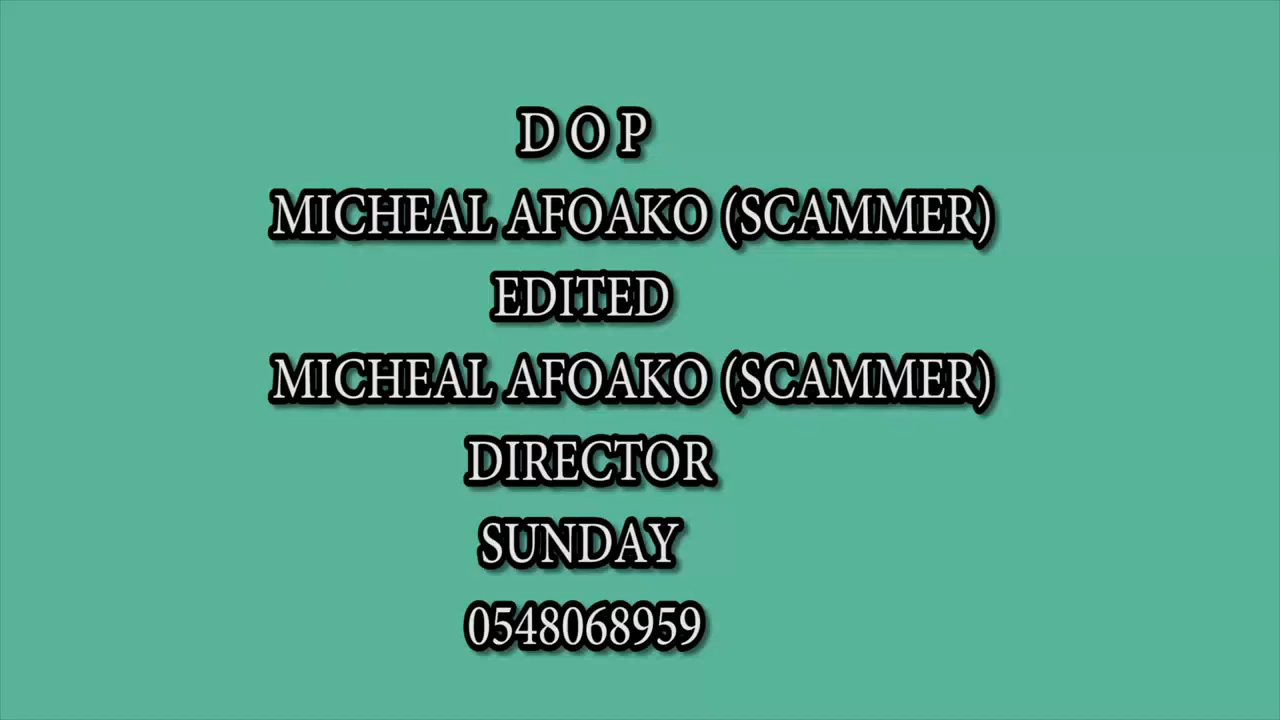 D O P
MICHEAL AFOAKO (SCAMMER)
EDITED
MICHEAL AFOAKO (SCAMMER)
DIRECTOR
SUNDAY
0548068959